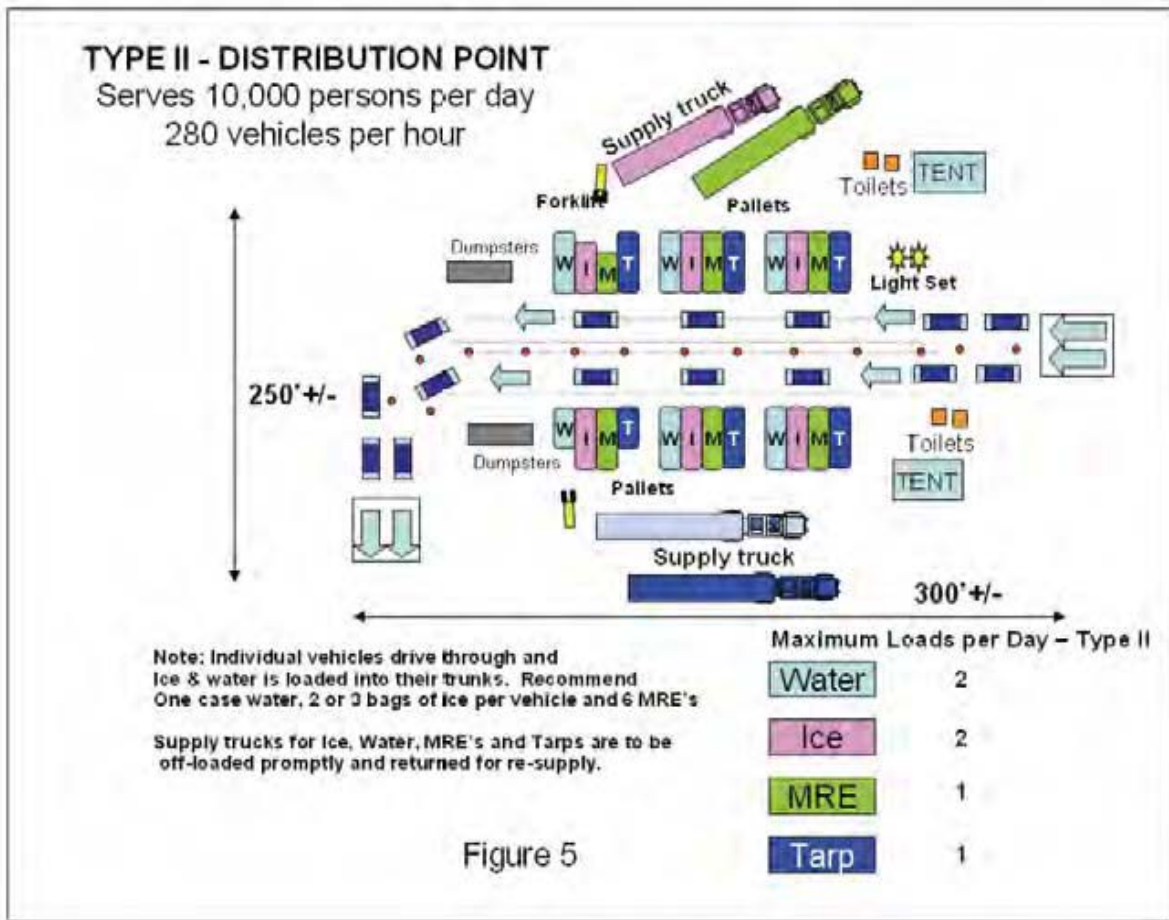 TYPE II - DISTRIBUTION POINT
Serves 10,000 persons per day
280 vehicles per hour
Supply truck
Toilets
TENT
Forklift
Pallets
Dumpsters
W I M T
W I M T
W I M T
Light Set
250'+/-
W I M T
W I M T
W I M T
Toilets
Dumpsters
TENT
Pallets
Supply truck
300'+/-
Note: Individual vehicles drive through and
Ice & water is loaded into their trunks. Recommend
One case water, 2 or 3 bags of ice per vehicle and 6 MRE's
Supply trucks for Ice, Water, MRE's and Tarps are to be
off-loaded promptly and returned for re-supply.
Maximum Loads per Day – Type II
Water 2
Ice 2
MRE 1
Tarp 1
Figure 5